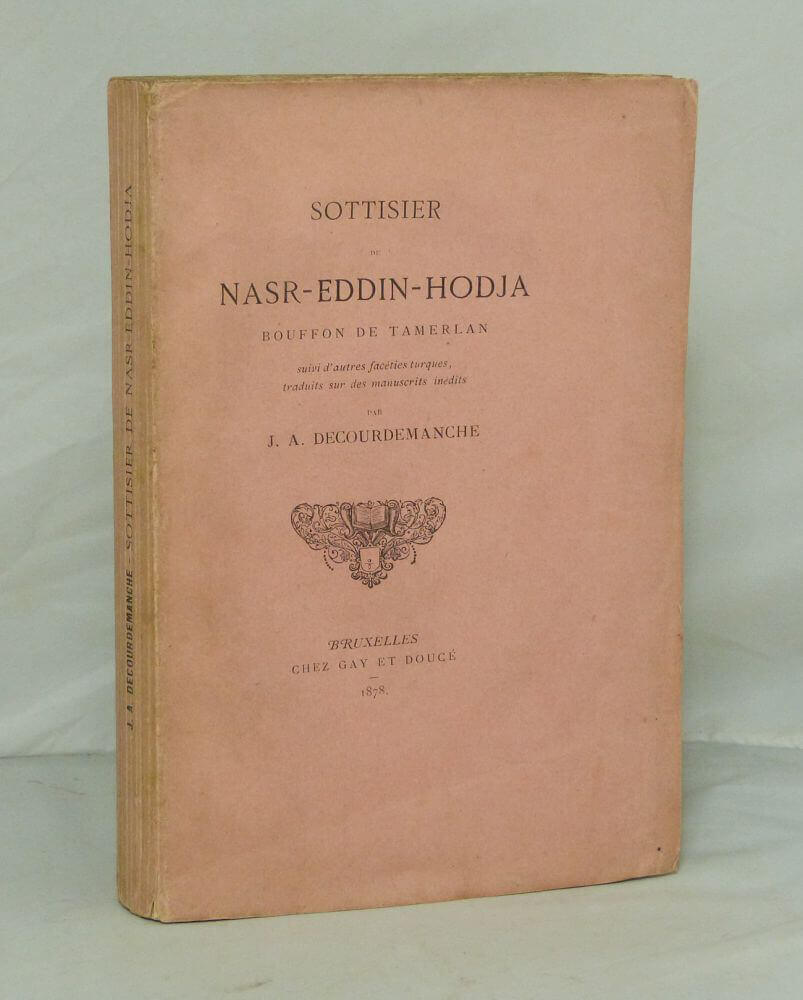 SOTTISIER
DE
NASR-EDDIN-HODJA
BOUFFON DE TAMERLAN
suivi d'autres facéties turques,
traduits sur des manuscrits inédits
PAR
J. A. DECOURDEMANCHE
BRUXELLES
CHEZ GAY ET DOUCÉ
1878.
J. A. DECOURDEMANCHE - SOTTISIER DE NASR-EDDIN-HODJA